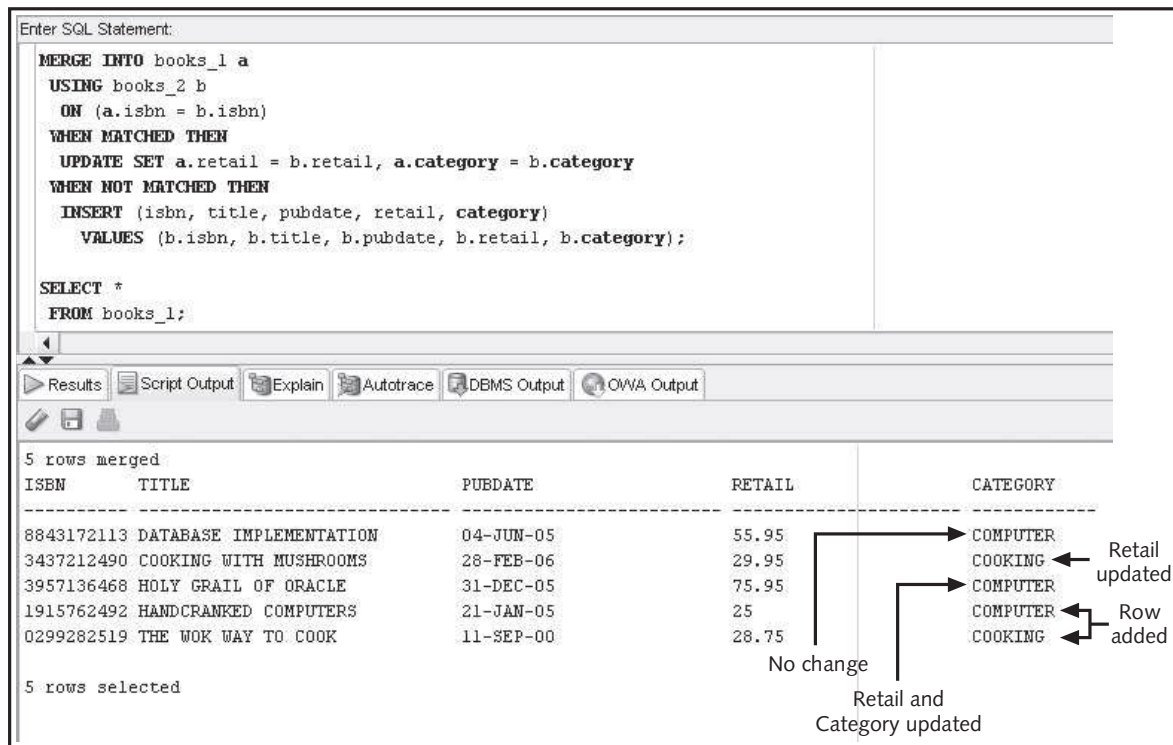 Enter SQL Statement:
MERGE INTO books_1 a
USING books_2 b
ON (a.isbn = b.isbn)
WHEN MATCHED THEN
UPDATE SET a.retail = b.retail, a.category = b.category
WHEN NOT MATCHED THEN
INSERT (isbn, title, pubdate, retail, category)
VALUES (b.isbn, b.title, b.pubdate, b.retail, b.category);
SELECT *
FROM books_1;
Results Script Output Explain Autotrace DBMS Output OWA Output
5 rows merged
ISBN TITLE PUBDATE RETAIL CATEGORY
8843172113 DATABASE IMPLEMENTATION 04-JUN-05 55.95 COMPUTER
3437212490 COOKING WITH MUSHROOMS 28-FEB-06 29.95 COOKING
3957136468 HOLY GRAIL OF ORACLE 31-DEC-05 75.95 COMPUTER
1915762492 HANDCRANKED COMPUTERS 21-JAN-05 25 COMPUTER
0299282519 THE WOK WAY TO COOK 11-SEP-00 28.75 COOKING
Retail
updated
Row
added
No change
5 rows selected
Retail and
Category updated